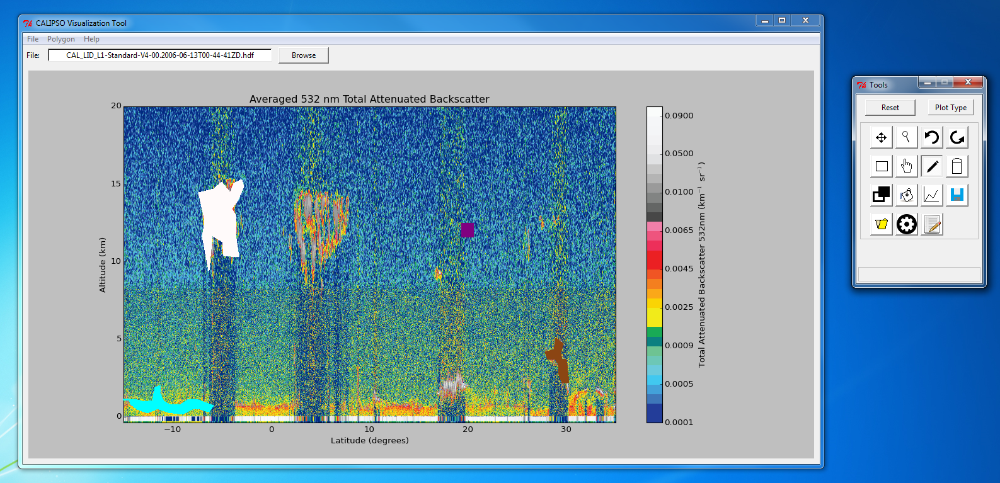 CALIPSO Visualization Tool
File Polygon Help
File: CAL_LID_L1-Standard-V4-00.2006-06-13T00-44-41ZD.hdf Browse
Averaged 532 nm Total Attenuated Backscatter
20
15
10
5
0
Altitude (km)
−10 0 10 20 30
Latitude (degrees)
0.0900
0.0500
0.0100
0.0065
0.0045
0.0025
0.0009
0.0005
0.0001
Total Attenuated Backscatter 532nm (km⁻¹ sr⁻¹)
Tools
Reset Plot Type